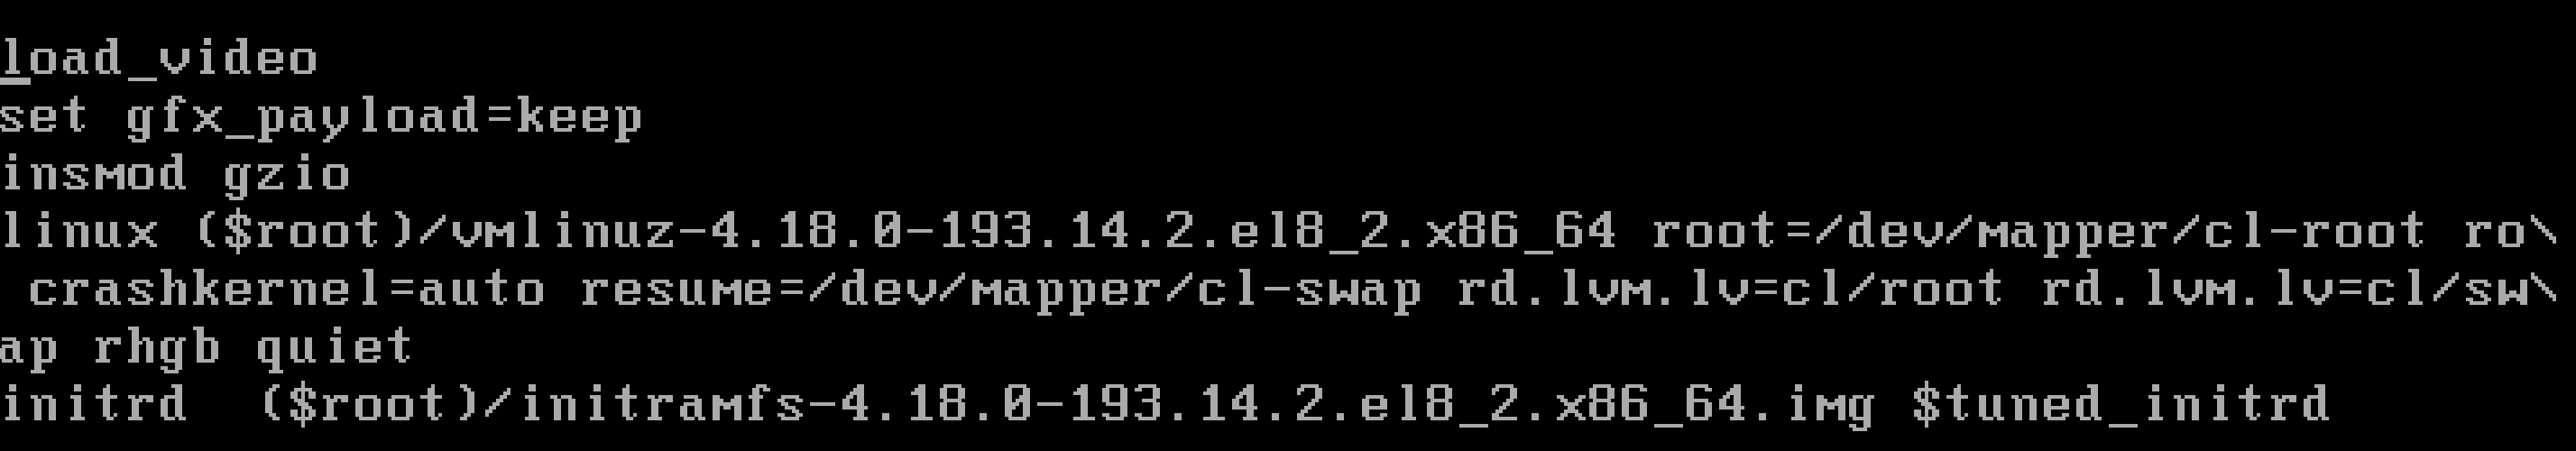 load_video
set gfx_payload=keep
insmod gzio
linux ($root)/vmlinuz-4.18.0-193.14.2.el8_2.x86_64 root=/dev/mapper/cl-root ro\
 crashkernel=auto resume=/dev/mapper/cl-swap rd.lvm.lv=cl/root rd.lvm.lv=cl/sw\
ap rhgb quiet
initrd  ($root)/initramfs-4.18.0-193.14.2.el8_2.x86_64.img $tuned_initrd